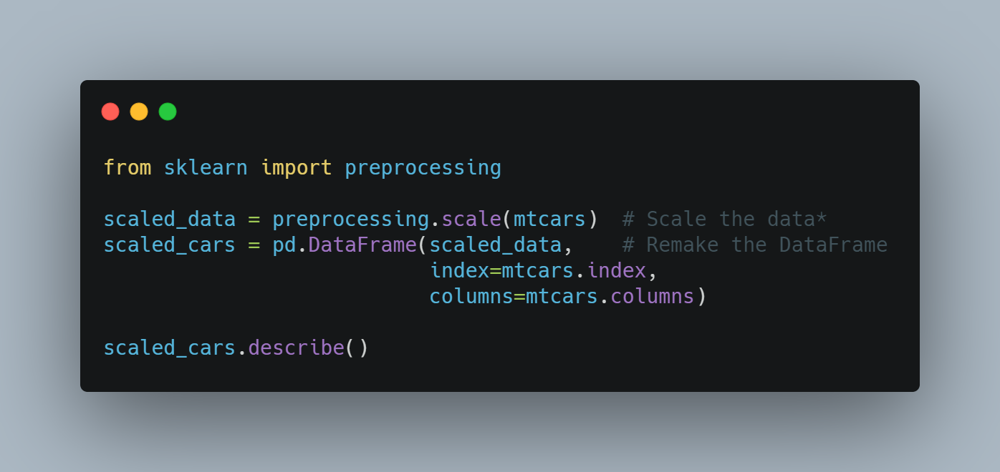 from sklearn import preprocessing
scaled_data = preprocessing.scale(mtcars)  # Scale the data*
scaled_cars = pd.DataFrame(scaled_data,    # Remake the DataFrame
                           index=mtcars.index,
                           columns=mtcars.columns)
scaled_cars.describe()